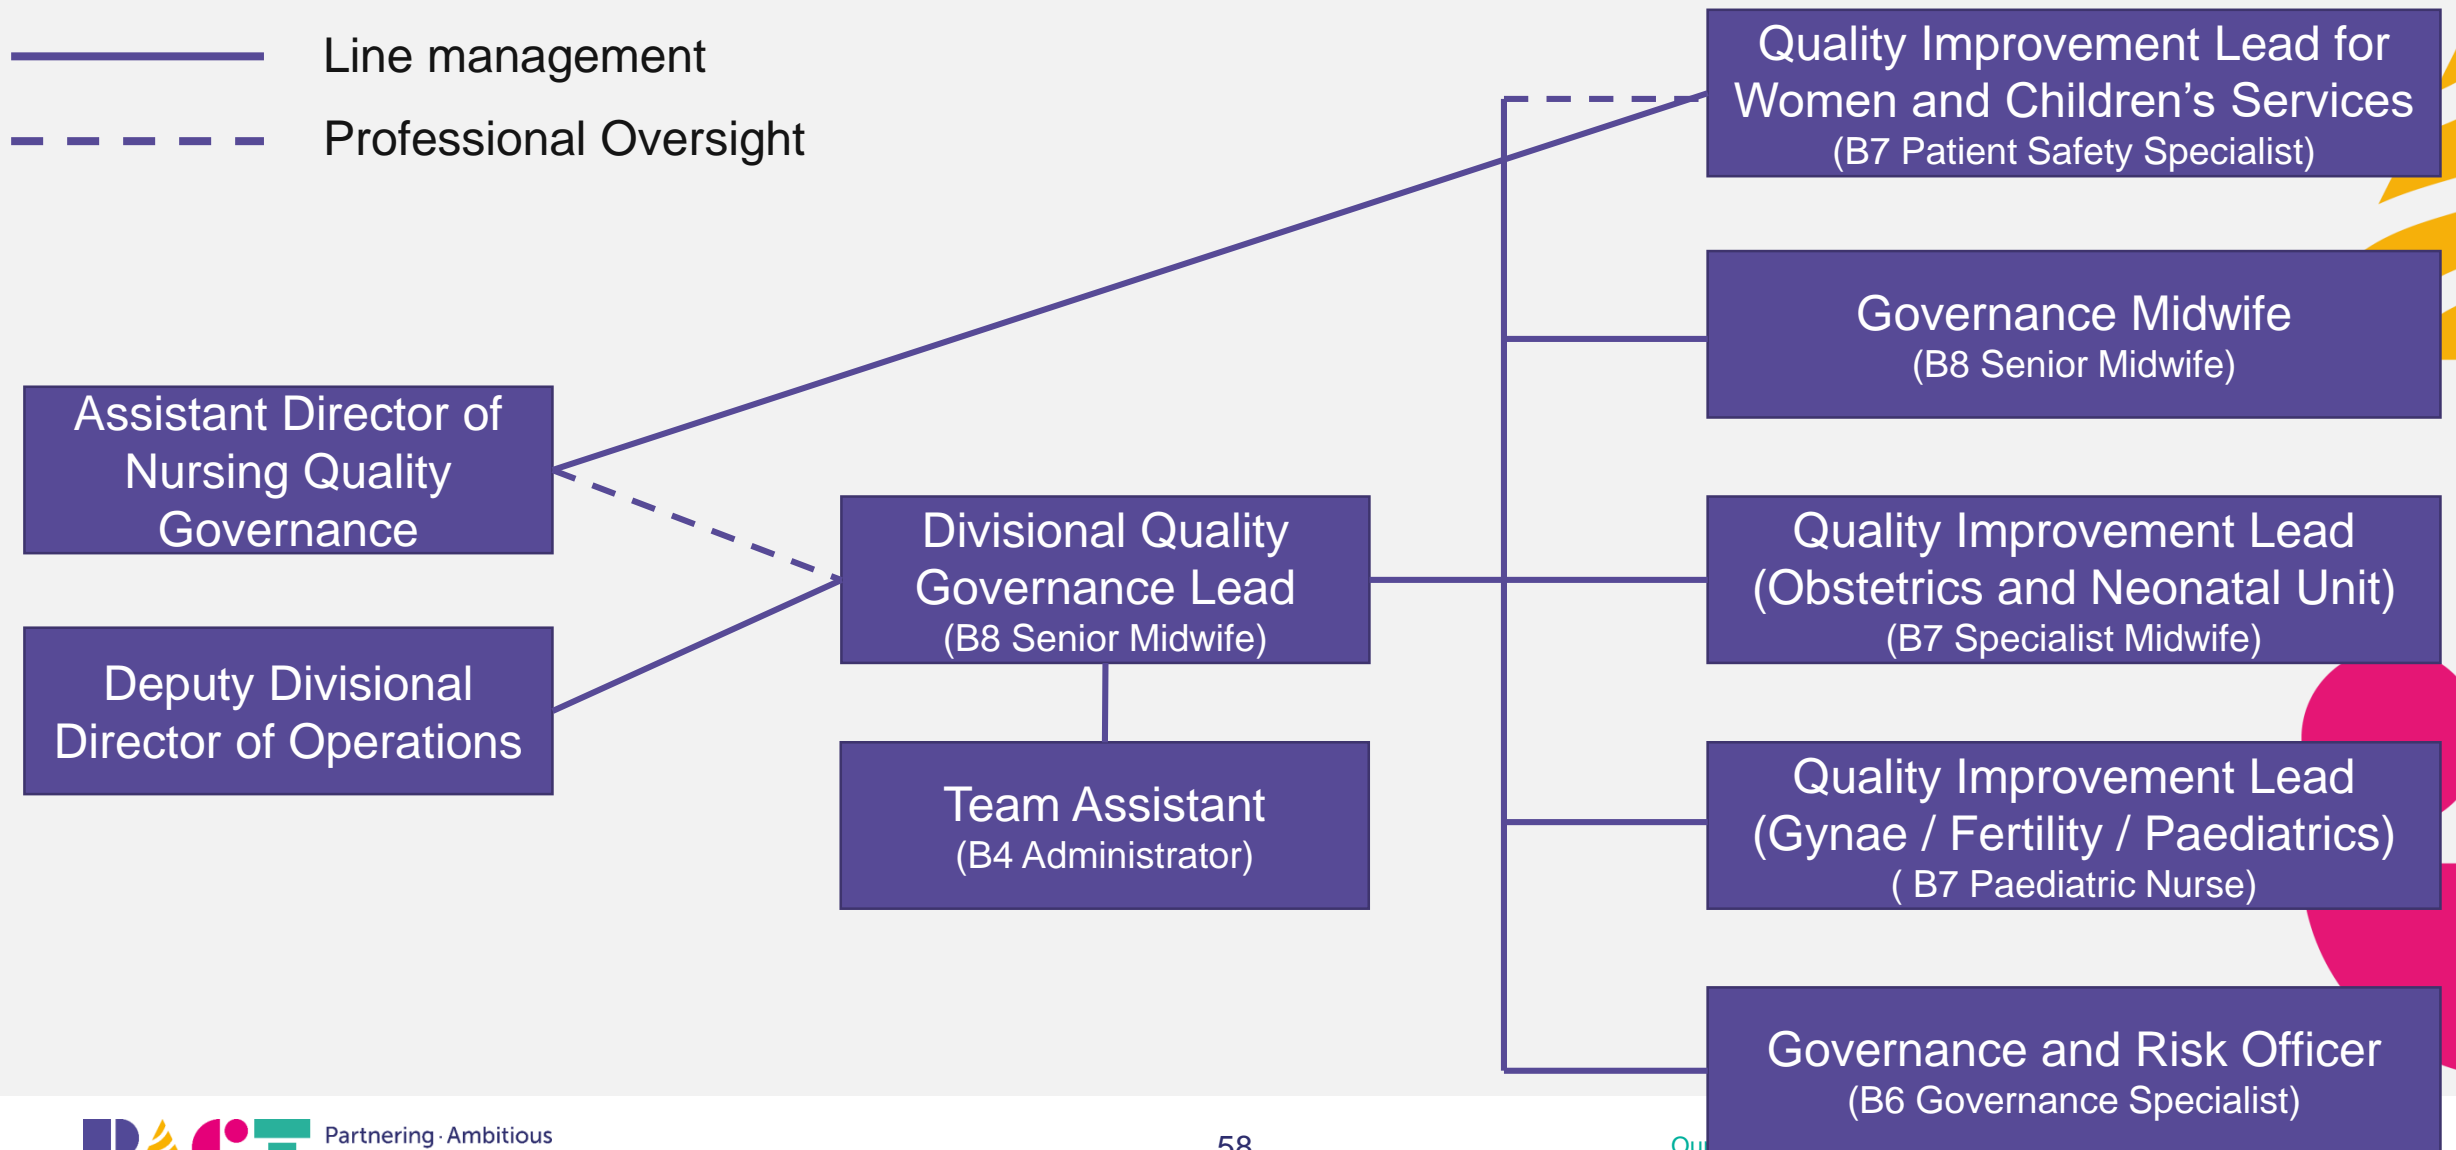 Line management
Professional Oversight
Quality Improvement Lead for
Women and Children’s Services
(B7 Patient Safety Specialist)
Governance Midwife
(B8 Senior Midwife)
Assistant Director of
Nursing Quality
Governance
Divisional Quality
Governance Lead
(B8 Senior Midwife)
Quality Improvement Lead
(Obstetrics and Neonatal Unit)
(B7 Specialist Midwife)
Deputy Divisional
Director of Operations
Team Assistant
(B4 Administrator)
Quality Improvement Lead
(Gynae / Fertility / Paediatrics)
( B7 Paediatric Nurse)
Governance and Risk Officer
(B6 Governance Specialist)
Partnering · Ambitious
58